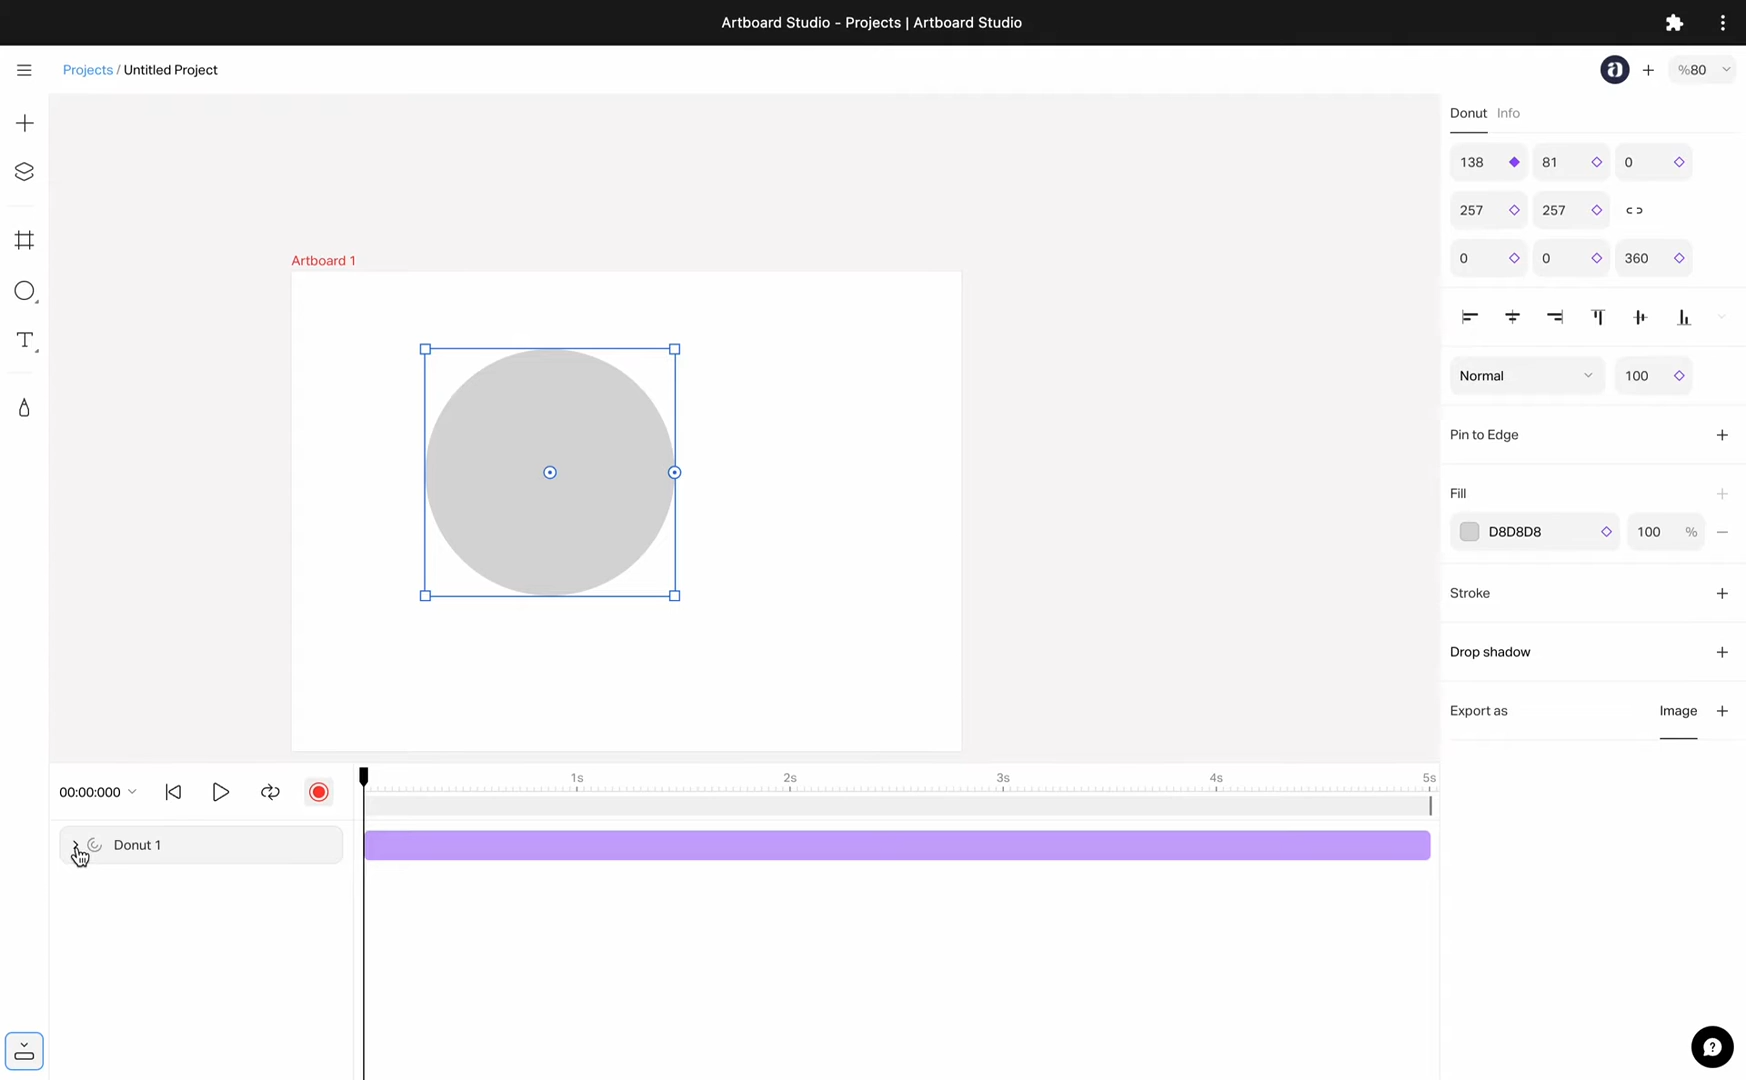 Artboard Studio - Projects | Artboard Studio
Projects / Untitled Project
a
%80
Donut Info
138 81 0
257 257
0 0 360
Normal 100
Pin to Edge
Fill
D8D8D8 100 %
Stroke
Drop shadow
Export as Image
Artboard 1
T
00:00:000
1s 2s 3s 4s 5s
Donut 1
?